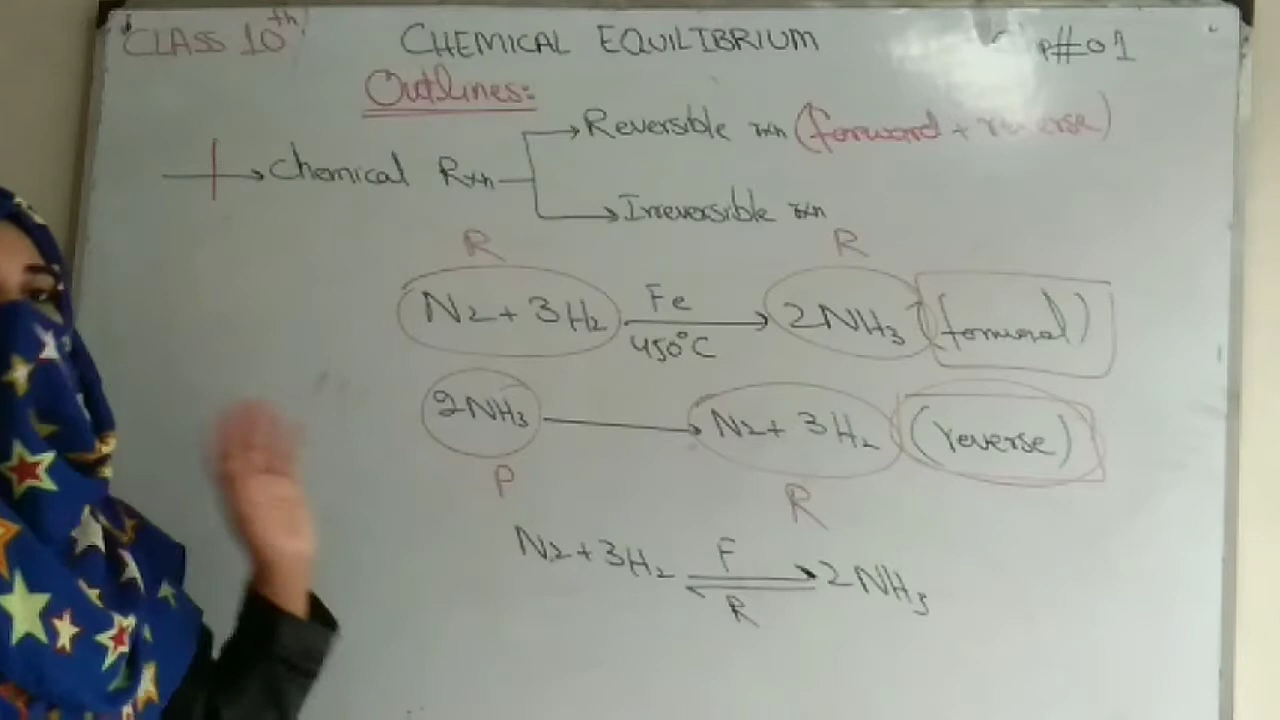 CLASS 10th CHEMICAL EQUILIBRIUM P#01
Outlines:
Reversible rxn (forward + reverse)
Chemical Rxn
Irreversible rxn
R R
N2 + 3H2 Fe 450°C 2NH3 (forward)
2NH3 N2 + 3H2 (reverse)
P R
N2 + 3H2 F R 2NH3